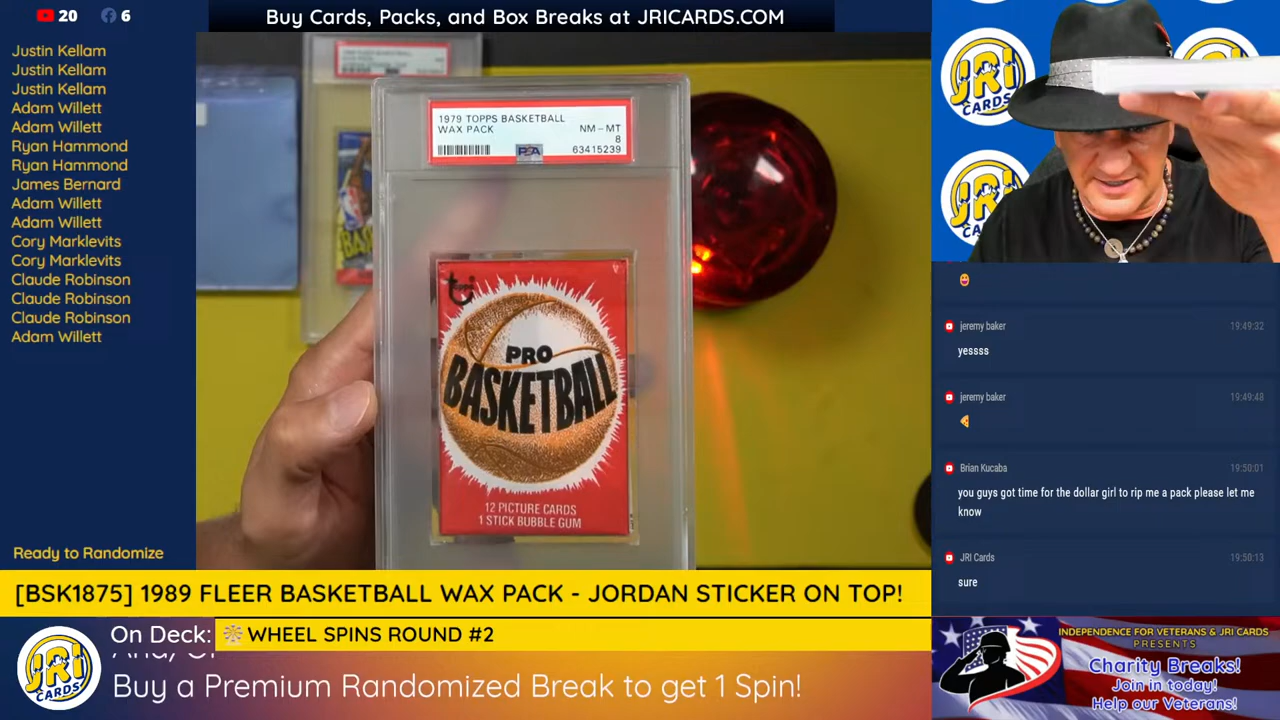 20
6
Buy Cards, Packs, and Box Breaks at JRICARDS.COM
Justin Kellam
Justin Kellam
Justin Kellam
Adam Willett
Adam Willett
Ryan Hammond
Ryan Hammond
James Bernard
Adam Willett
Adam Willett
Cory Marklevits
Cory Marklevits
Claude Robinson
Claude Robinson
Claude Robinson
Adam Willett
Ready to Randomize
1979 TOPPS BASKETBALL
WAX PACK NM-MT
8
PSA 63415239
topps
PRO
BASKETBALL
12 PICTURE CARDS
1 STICK BUBBLE GUM
JRI
CARDS
JRI
jeremy baker 19:49:32
yessss
jeremy baker 19:49:48
Brian Kucaba 19:50:01
you guys got time for the dollar girl to rip me a pack please let me
know
JRI Cards 19:50:13
sure
[BSK1875] 1989 FLEER BASKETBALL WAX PACK - JORDAN STICKER ON TOP!
On Deck: WHEEL SPINS ROUND #2
Buy a Premium Randomized Break to get 1 Spin!
JRI
CARDS
INDEPENDENCE FOR VETERANS & JRI CARDS
PRESENTS
Charity Breaks!
Join in today!
Help our Veterans!